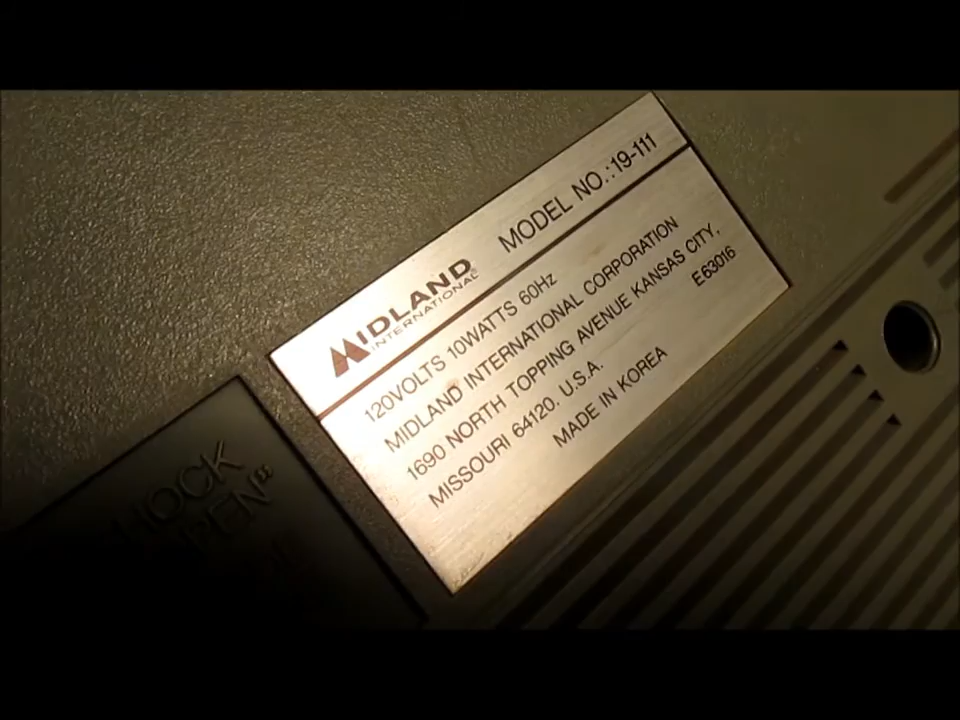 MIDLAND® MODEL NO.:19-111
INTERNATIONAL
120VOLTS 10WATTS 60Hz
MIDLAND INTERNATIONAL CORPORATION
1690 NORTH TOPPING AVENUE KANSAS CITY,
MISSOURI 64120. U.S.A. E63016
MADE IN KOREA